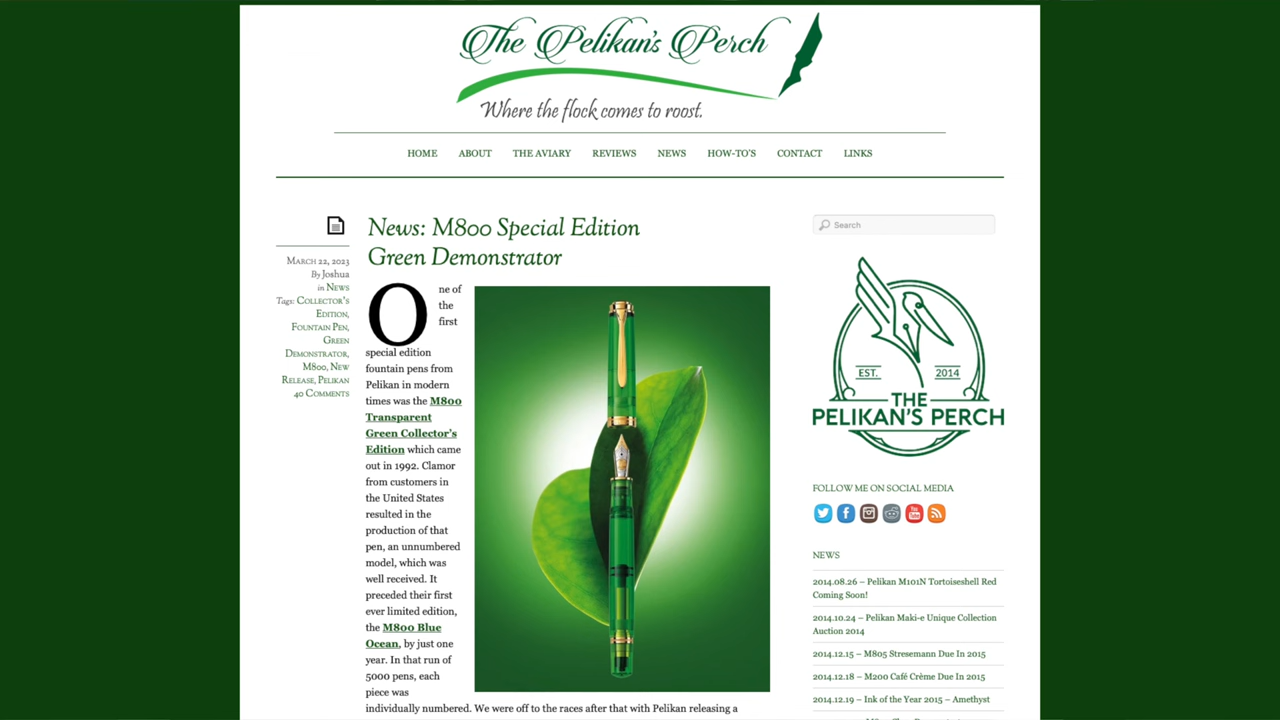 The Pelikan's Perch
Where the flock comes to roost.
HOME ABOUT THE AVIARY REVIEWS NEWS HOW-TO'S CONTACT LINKS
March 22, 2023
By Joshua
in News
Tags: Collector's
Edition,
Fountain Pen,
Green
Demonstrator,
M800, New
Release, Pelikan
40 Comments
News: M800 Special Edition
Green Demonstrator
One of
the
first
special edition
fountain pens from
Pelikan in modern
times was the M800
Transparent
Green Collector's
Edition which came
out in 1992. Clamor
from customers in
the United States
resulted in the
production of that
pen, an unnumbered
model, which was
well received. It
preceded their first
ever limited edition,
the M800 Blue
Ocean, by just one
year. In that run of
5000 pens, each
piece was
individually numbered. We were off to the races after that with Pelikan releasing a
Search
EST. 2014
THE
PELIKAN'S PERCH
FOLLOW ME ON SOCIAL MEDIA
You
Tube
NEWS
2014.08.26 – Pelikan M101N Tortoiseshell Red
Coming Soon!
2014.10.24 – Pelikan Maki-e Unique Collection
Auction 2014
2014.12.15 – M805 Stresemann Due In 2015
2014.12.18 – M200 Café Crème Due In 2015
2014.12.19 – Ink of the Year 2015 – Amethyst